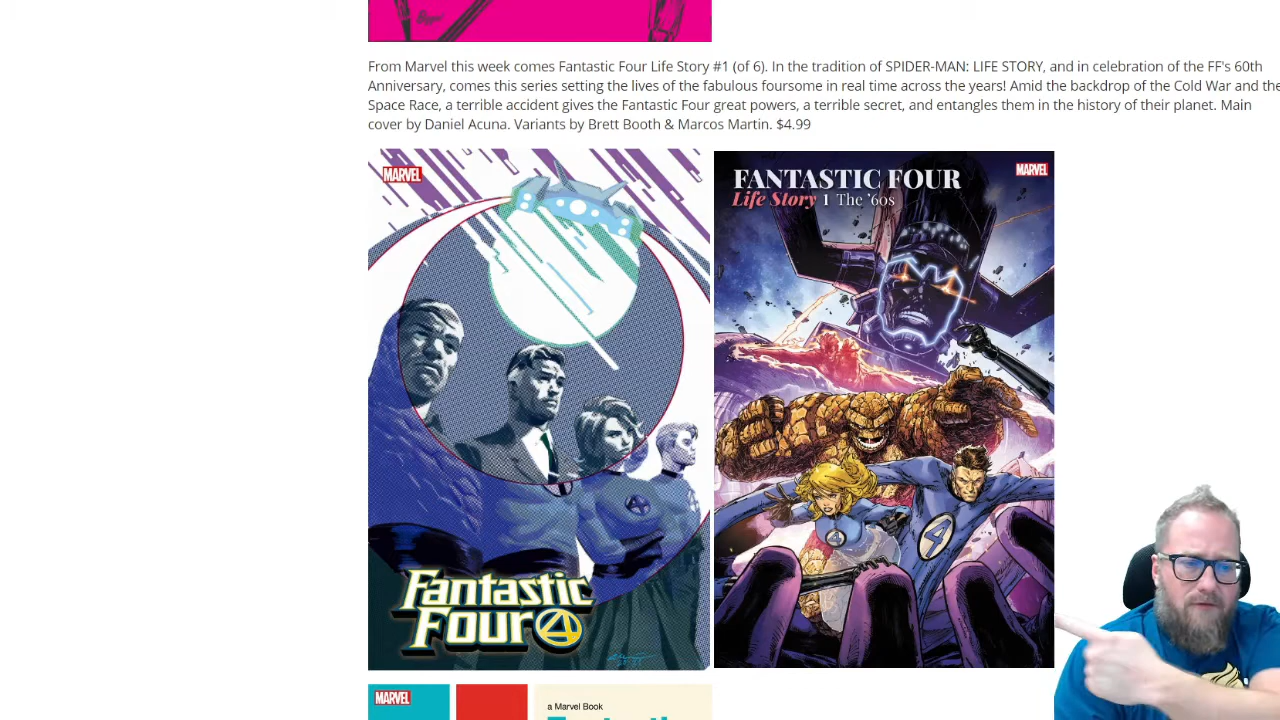 From Marvel this week comes Fantastic Four Life Story #1 (of 6). In the tradition of SPIDER-MAN: LIFE STORY, and in celebration of the FF's 60th
Anniversary, comes this series setting the lives of the fabulous foursome in real time across the years! Amid the backdrop of the Cold War and the
Space Race, a terrible accident gives the Fantastic Four great powers, a terrible secret, and entangles them in the history of their planet. Main
cover by Daniel Acuna. Variants by Brett Booth & Marcos Martin. $4.99
MARVEL
Fantastic
Four
4
MARVEL
FANTASTIC FOUR
Life Story 1 The '60s
4
4
MARVEL
a Marvel Book